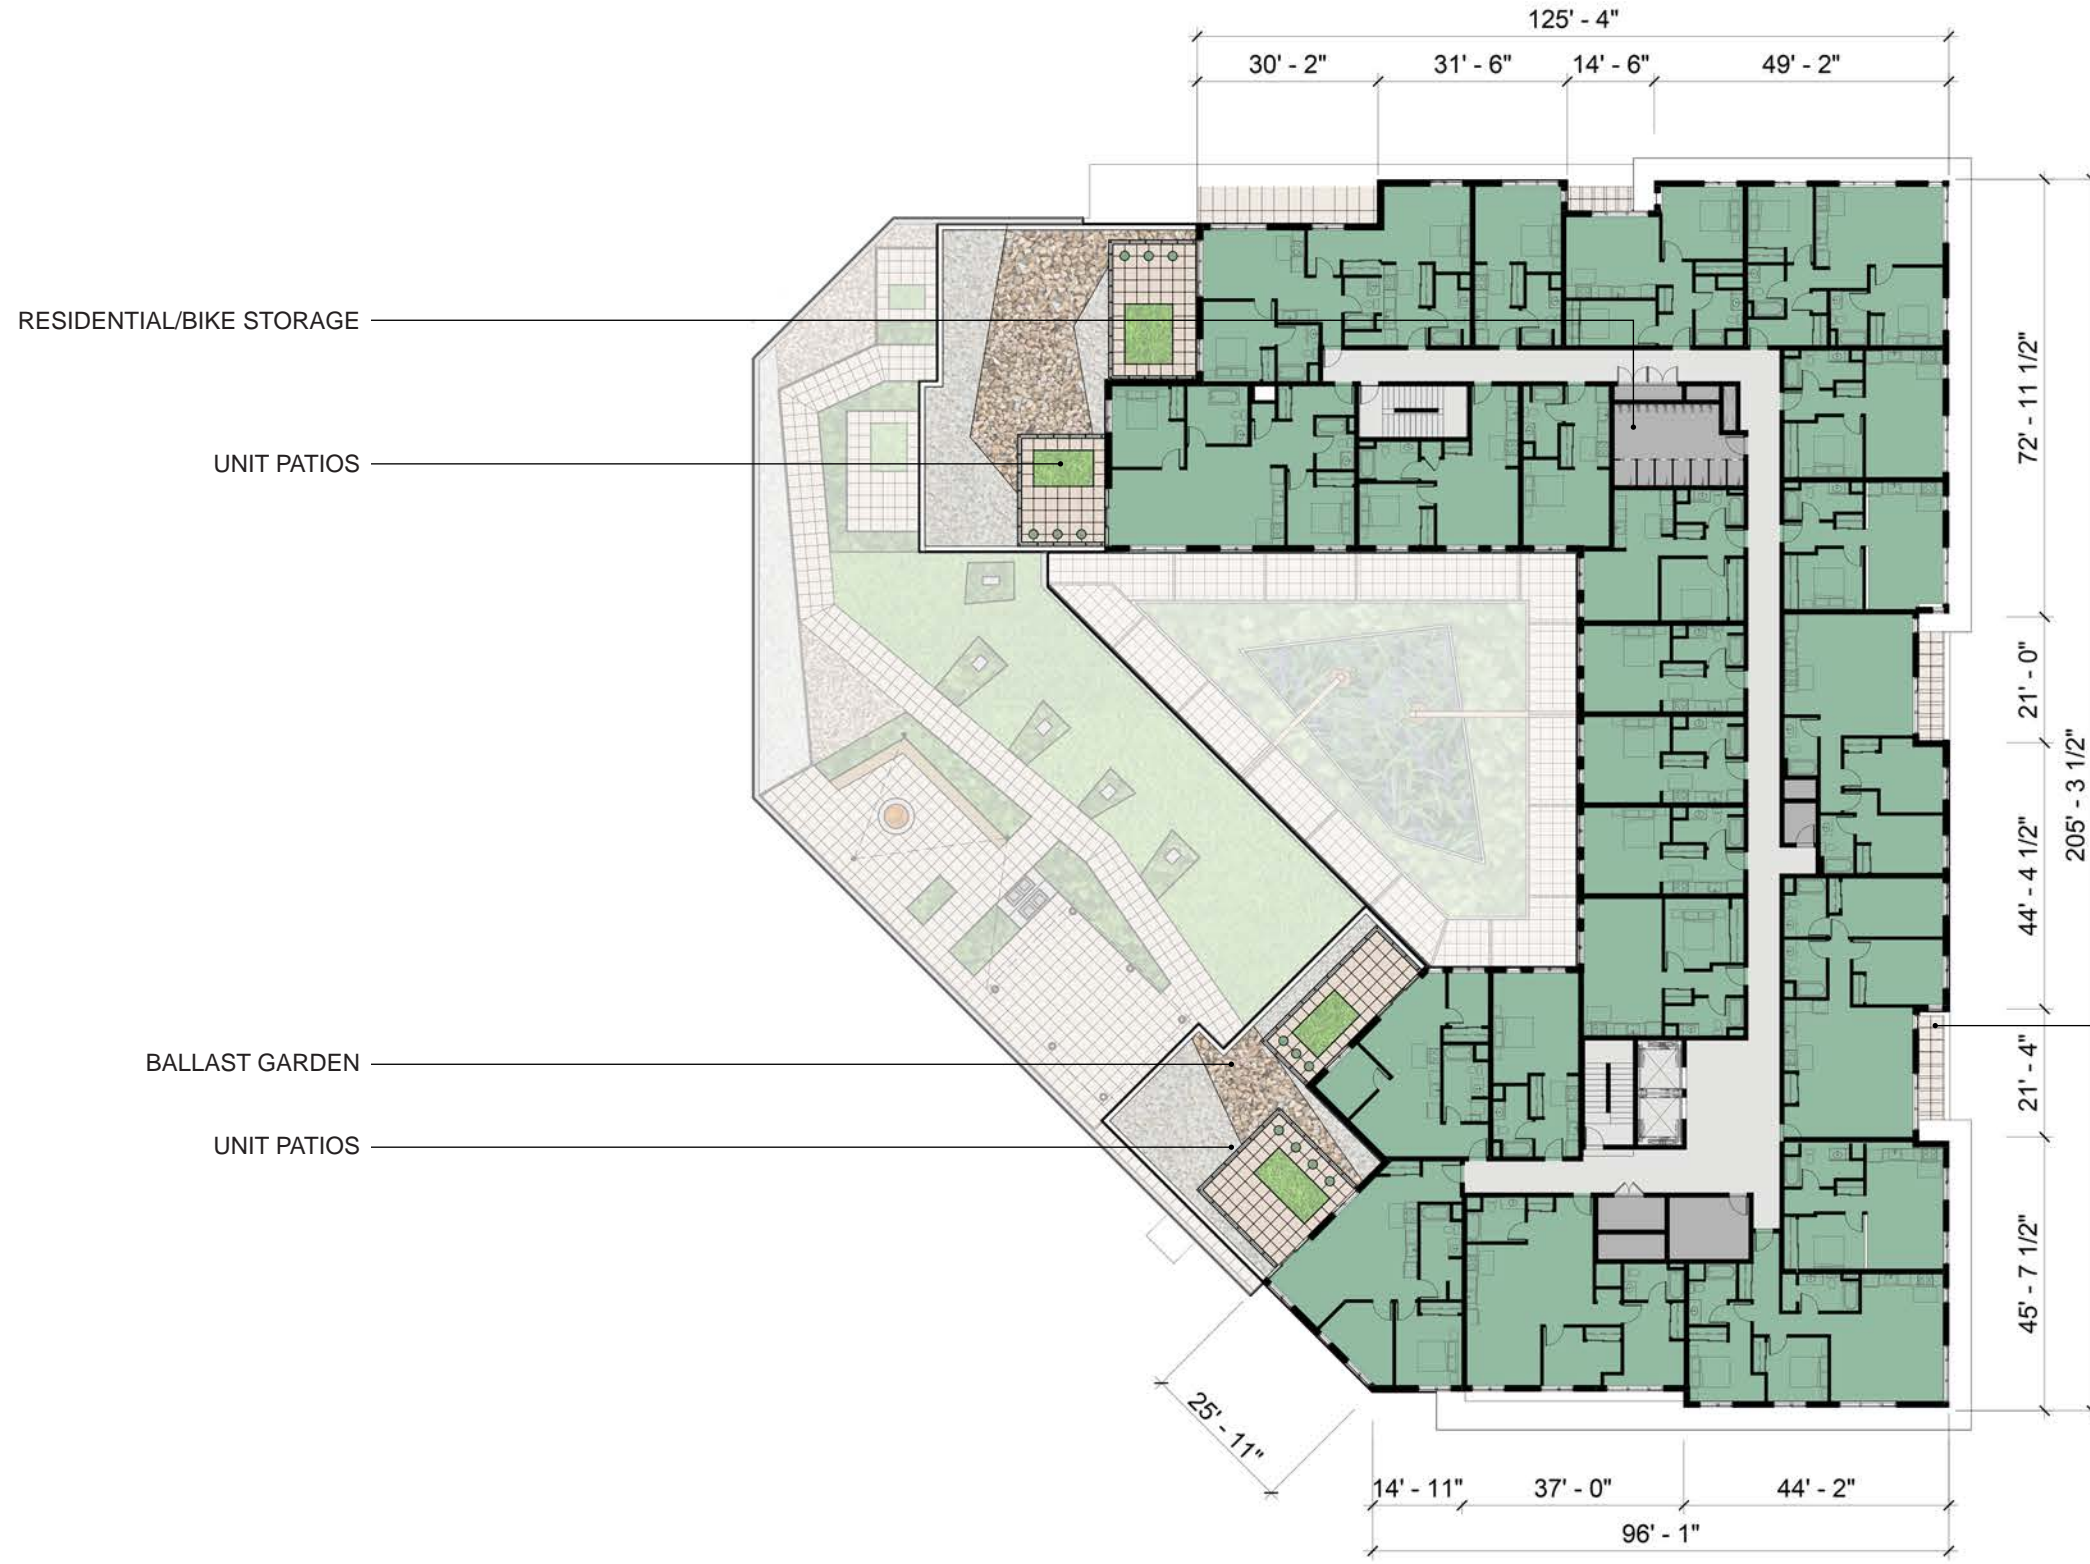 125' - 4"
30' - 2"
31' - 6"
14' - 6"
49' - 2"
RESIDENTIAL/BIKE STORAGE
72' - 11 1/2"
UNIT PATIOS
21' - 0"
205' - 3 1/2"
44' - 4 1/2"
BALLAST GARDEN
21' - 4"
UNIT PATIOS
45' - 7 1/2"
25' - 11"
14' - 11"
37' - 0"
44' - 2"
96' - 1"